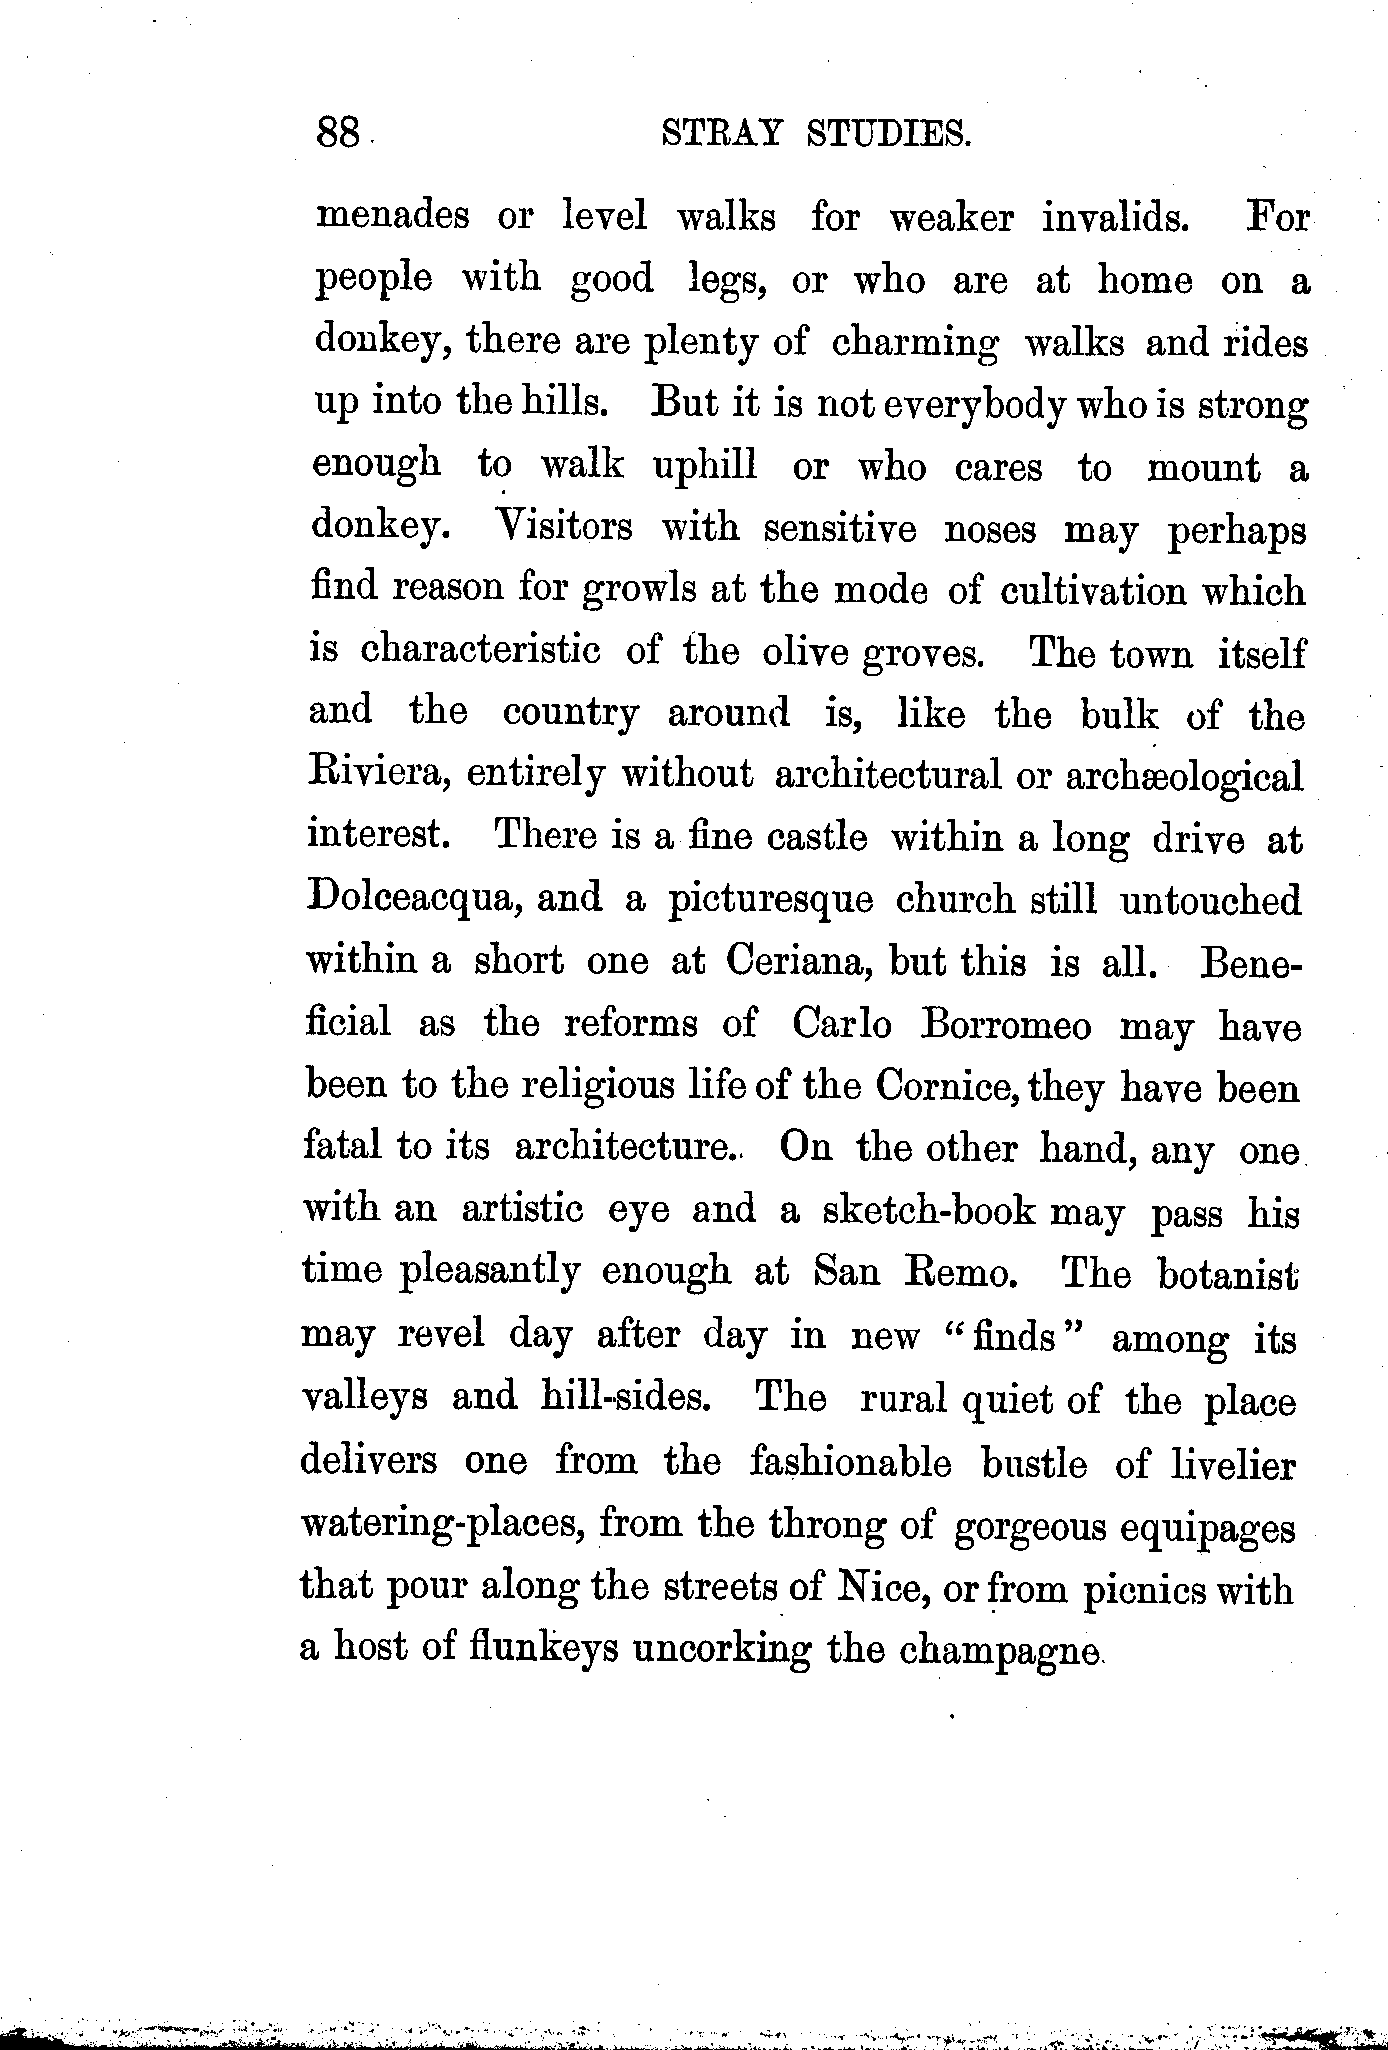 88 STRAY STUDIES.
menades or level walks for weaker invalids. For
people with good legs, or who are at home on a
donkey, there are plenty of charming walks and rides
up into the hills. But it is not everybody who is strong
enough to walk uphill or who cares to mount a
donkey. Visitors with sensitive noses may perhaps
find reason for growls at the mode of cultivation which
is characteristic of the olive groves. The town itself
and the country around is, like the bulk of the
Riviera, entirely without architectural or archæological
interest. There is a fine castle within a long drive at
Dolceacqua, and a picturesque church still untouched
within a short one at Ceriana, but this is all. Bene-
ficial as the reforms of Carlo Borromeo may have
been to the religious life of the Cornice, they have been
fatal to its architecture. On the other hand, any one
with an artistic eye and a sketch-book may pass his
time pleasantly enough at San Remo. The botanist
may revel day after day in new “finds” among its
valleys and hill-sides. The rural quiet of the place
delivers one from the fashionable bustle of livelier
watering-places, from the throng of gorgeous equipages
that pour along the streets of Nice, or from picnics with
a host of flunkeys uncorking the champagne.